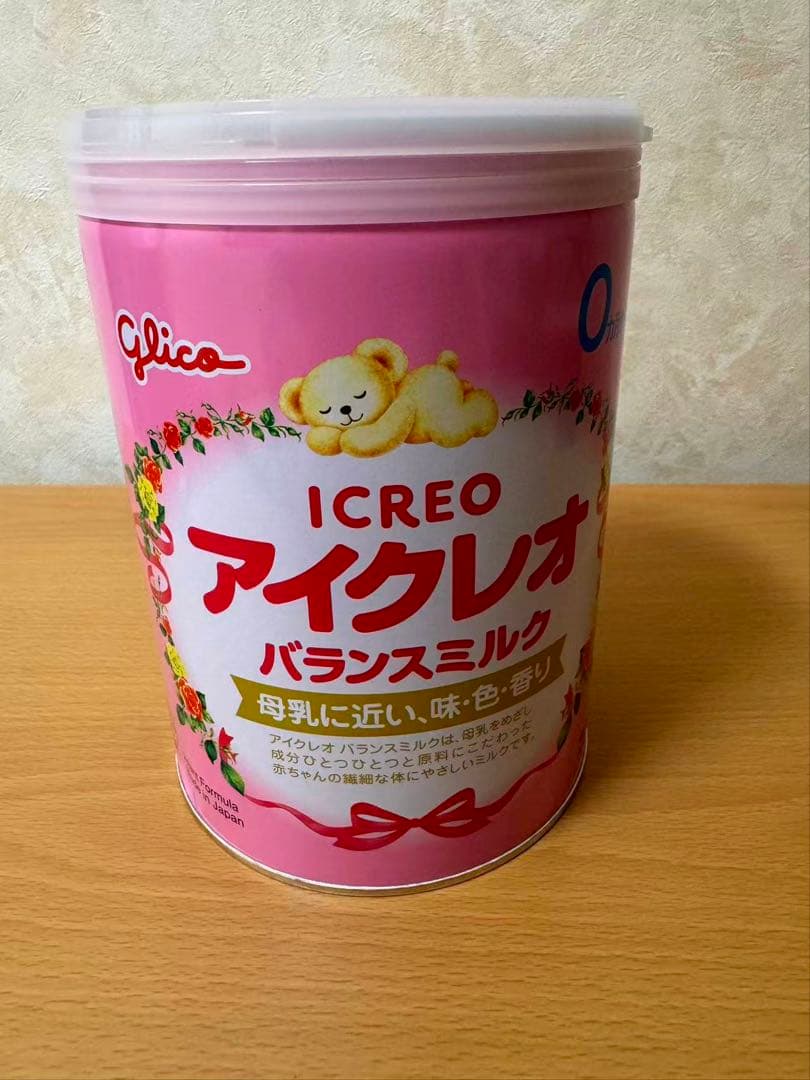 glico
0カ月
ICREO
アイクレオ
バランスミルク
母乳に近い、味・色・香り
アイクレオ バランスミルクは、母乳をめざし
成分ひとつひとつと原料にこだわった
赤ちゃんの繊細な体にやさしいミルクです。
Formula
in Japan